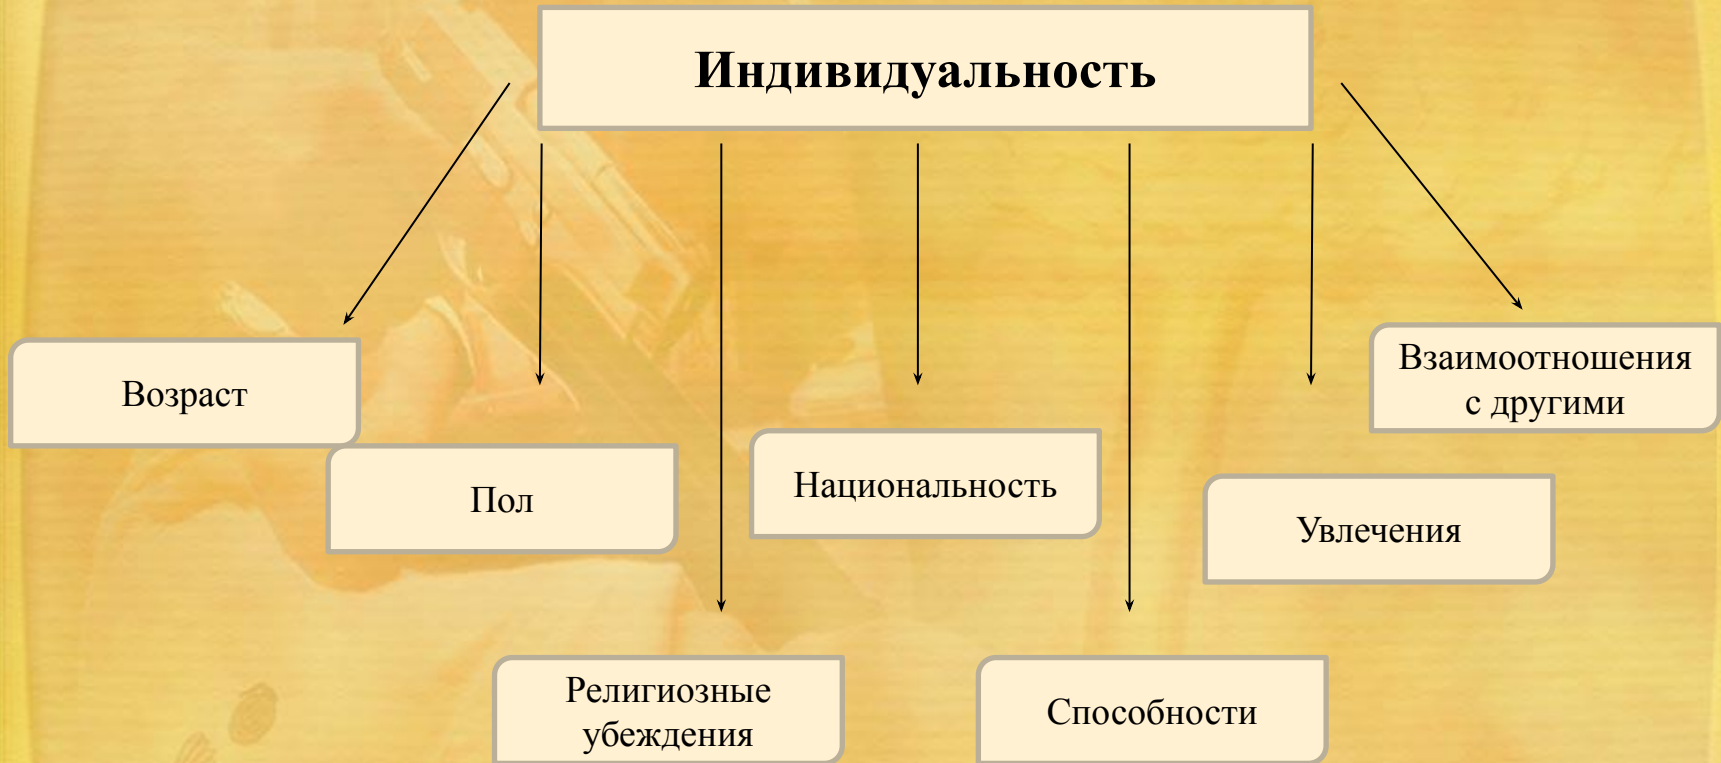 Индивидуальность
Возраст
Пол
Религиозные
убеждения
Национальность
Способности
Увлечения
Взаимоотношения
с другими